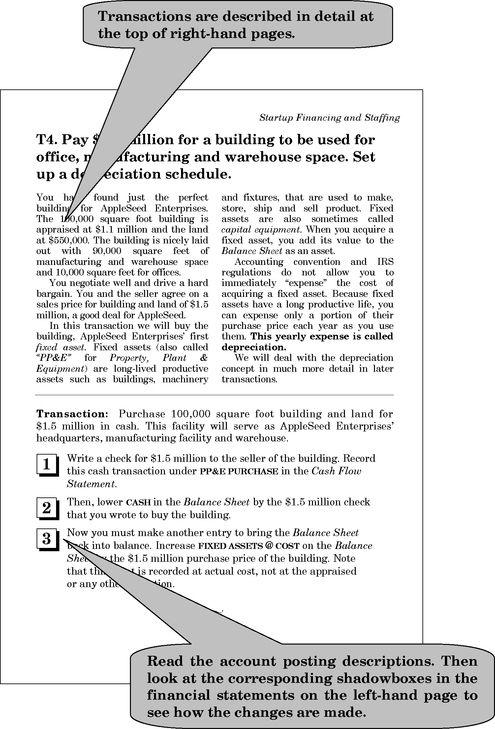 Transactions are described in detail at
the top of right-hand pages.
Startup Financing and Staffing
T4. Pay $ illion for a building to be used for
office, m ufacturing and warehouse space. Set
up a de eciation schedule.
You ha found just the perfect
building for AppleSeed Enterprises.
The 100,000 square foot building is
appraised at $1.1 million and the land
at $550,000. The building is nicely laid
out with 90,000 square feet of
manufacturing and warehouse space
and 10,000 square feet for offices.
You negotiate well and drive a hard
bargain. You and the seller agree on a
sales price for building and land of $1.5
million, a good deal for AppleSeed.
In this transaction we will buy the
building, AppleSeed Enterprises' first
fixed asset. Fixed assets (also called
“PP&E” for Property, Plant &
Equipment) are long-lived productive
assets such as buildings, machinery
and fixtures, that are used to make,
store, ship and sell product. Fixed
assets are also sometimes called
capital equipment. When you acquire a
fixed asset, you add its value to the
Balance Sheet as an asset.
Accounting convention and IRS
regulations do not allow you to
immediately “expense” the cost of
acquiring a fixed asset. Because fixed
assets have a long productive life, you
can expense only a portion of their
purchase price each year as you use
them. This yearly expense is called
depreciation.
We will deal with the depreciation
concept in much more detail in later
transactions.
Transaction: Purchase 100,000 square foot building and land for
$1.5 million in cash. This facility will serve as AppleSeed Enterprises'
headquarters, manufacturing facility and warehouse.
1 Write a check for $1.5 million to the seller of the building. Record
this cash transaction under PP&E PURCHASE in the Cash Flow
Statement.
2 Then, lower CASH in the Balance Sheet by the $1.5 million check
that you wrote to buy the building.
3 Now you must make another entry to bring the Balance Sheet
back into balance. Increase FIXED ASSETS @ COST on the Balance
Shee the $1.5 million purchase price of the building. Note
that th t is recorded at actual cost, not at the appraised
or any oth tion.
Read the account posting descriptions. Then
look at the corresponding shadowboxes in the
financial statements on the left-hand page to
see how the changes are made.